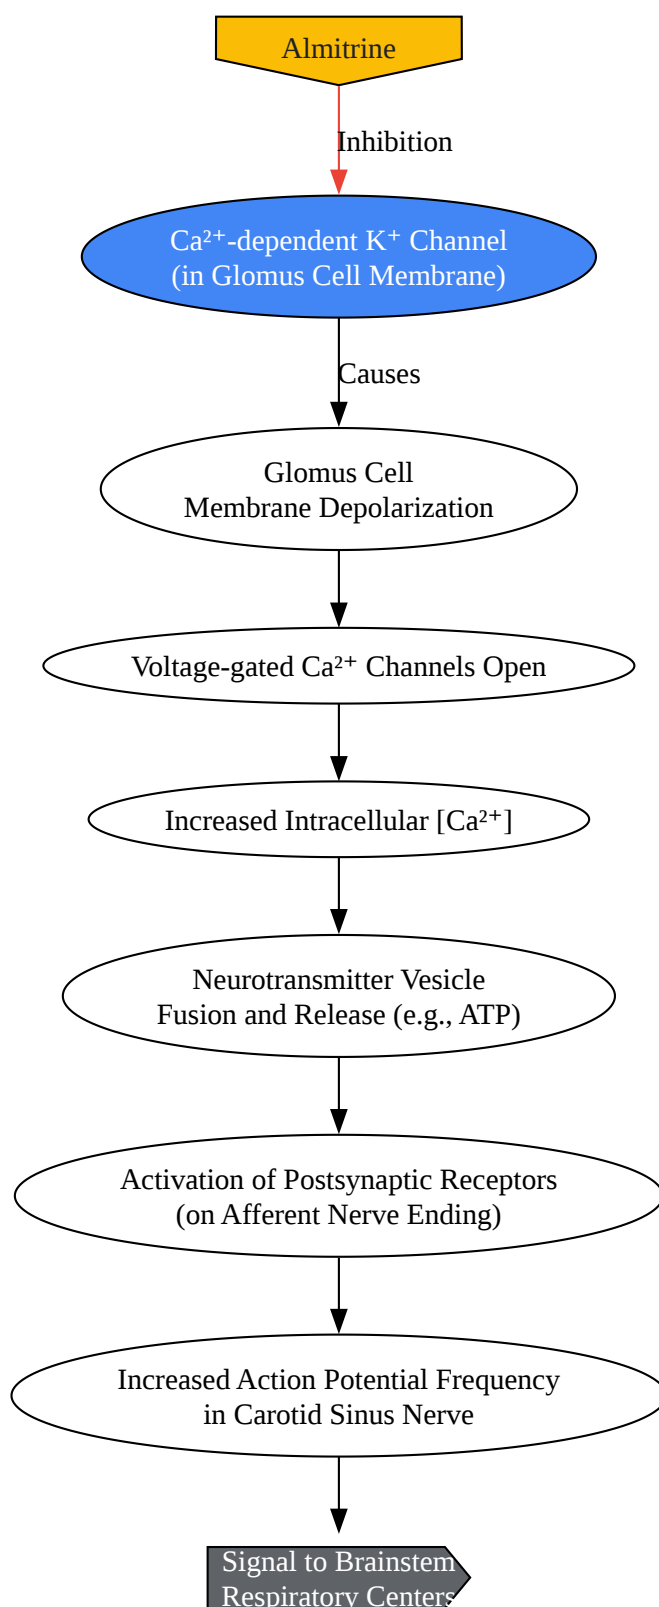 Almitrine
Inhibition
Ca²⁺-dependent K⁺ Channel
(in Glomus Cell Membrane)
Causes
Glomus Cell
Membrane Depolarization
Voltage-gated Ca²⁺ Channels Open
Increased Intracellular [Ca²⁺]
Neurotransmitter Vesicle
Fusion and Release (e.g., ATP)
Activation of Postsynaptic Receptors
(on Afferent Nerve Ending)
Increased Action Potential Frequency
in Carotid Sinus Nerve
Signal to Brainstem
Respiratory Centers